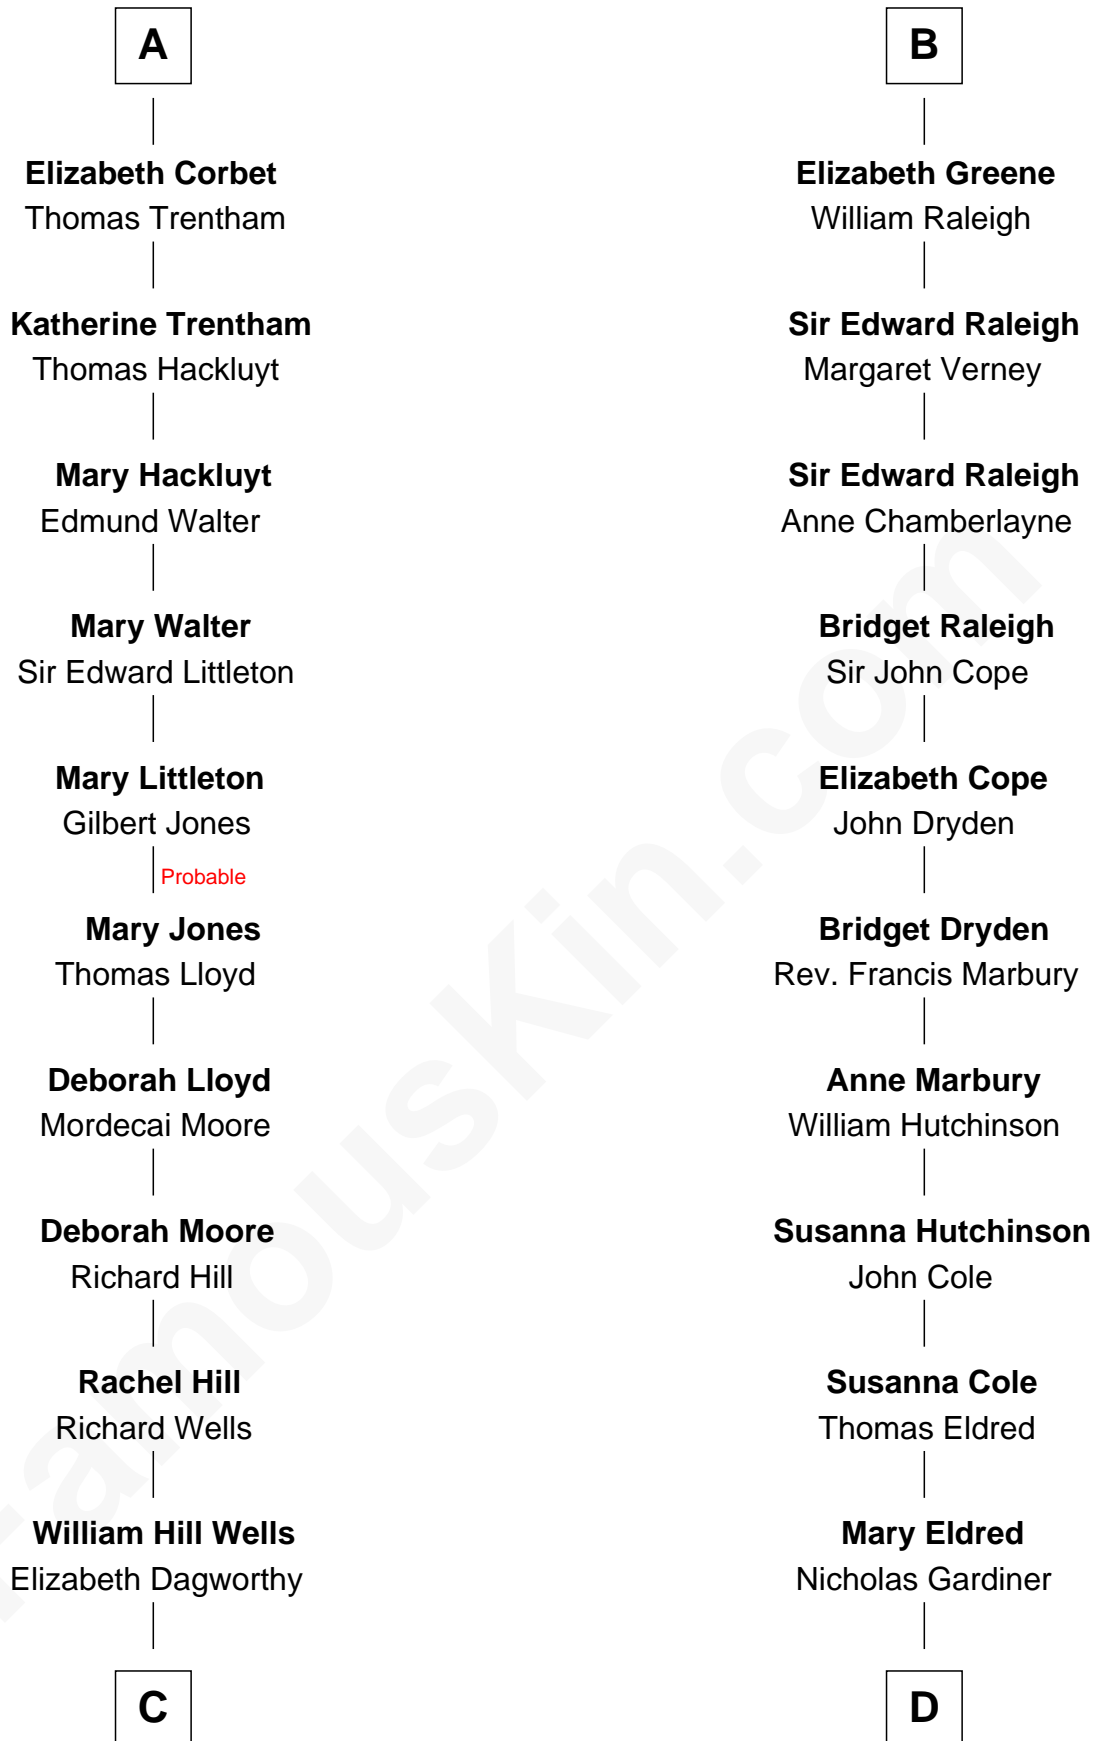 A
Elizabeth Corbet
Thomas Trentham
Katherine Trentham
Thomas Hackluyt
Mary Hackluyt
Edmund Walter
Mary Walter
Sir Edward Littleton
Mary Littleton
Gilbert Jones
Probable
Mary Jones
Thomas Lloyd
Deborah Lloyd
Mordecai Moore
Deborah Moore
Richard Hill
Rachel Hill
Richard Wells
William Hill Wells
Elizabeth Dagworthy
C
B
Elizabeth Greene
William Raleigh
Sir Edward Raleigh
Margaret Verney
Sir Edward Raleigh
Anne Chamberlayne
Bridget Raleigh
Sir John Cope
Elizabeth Cope
John Dryden
Bridget Dryden
Rev. Francis Marbury
Anne Marbury
William Hutchinson
Susanna Hutchinson
John Cole
Susanna Cole
Thomas Eldred
Mary Eldred
Nicholas Gardiner
D
FamousKin.com